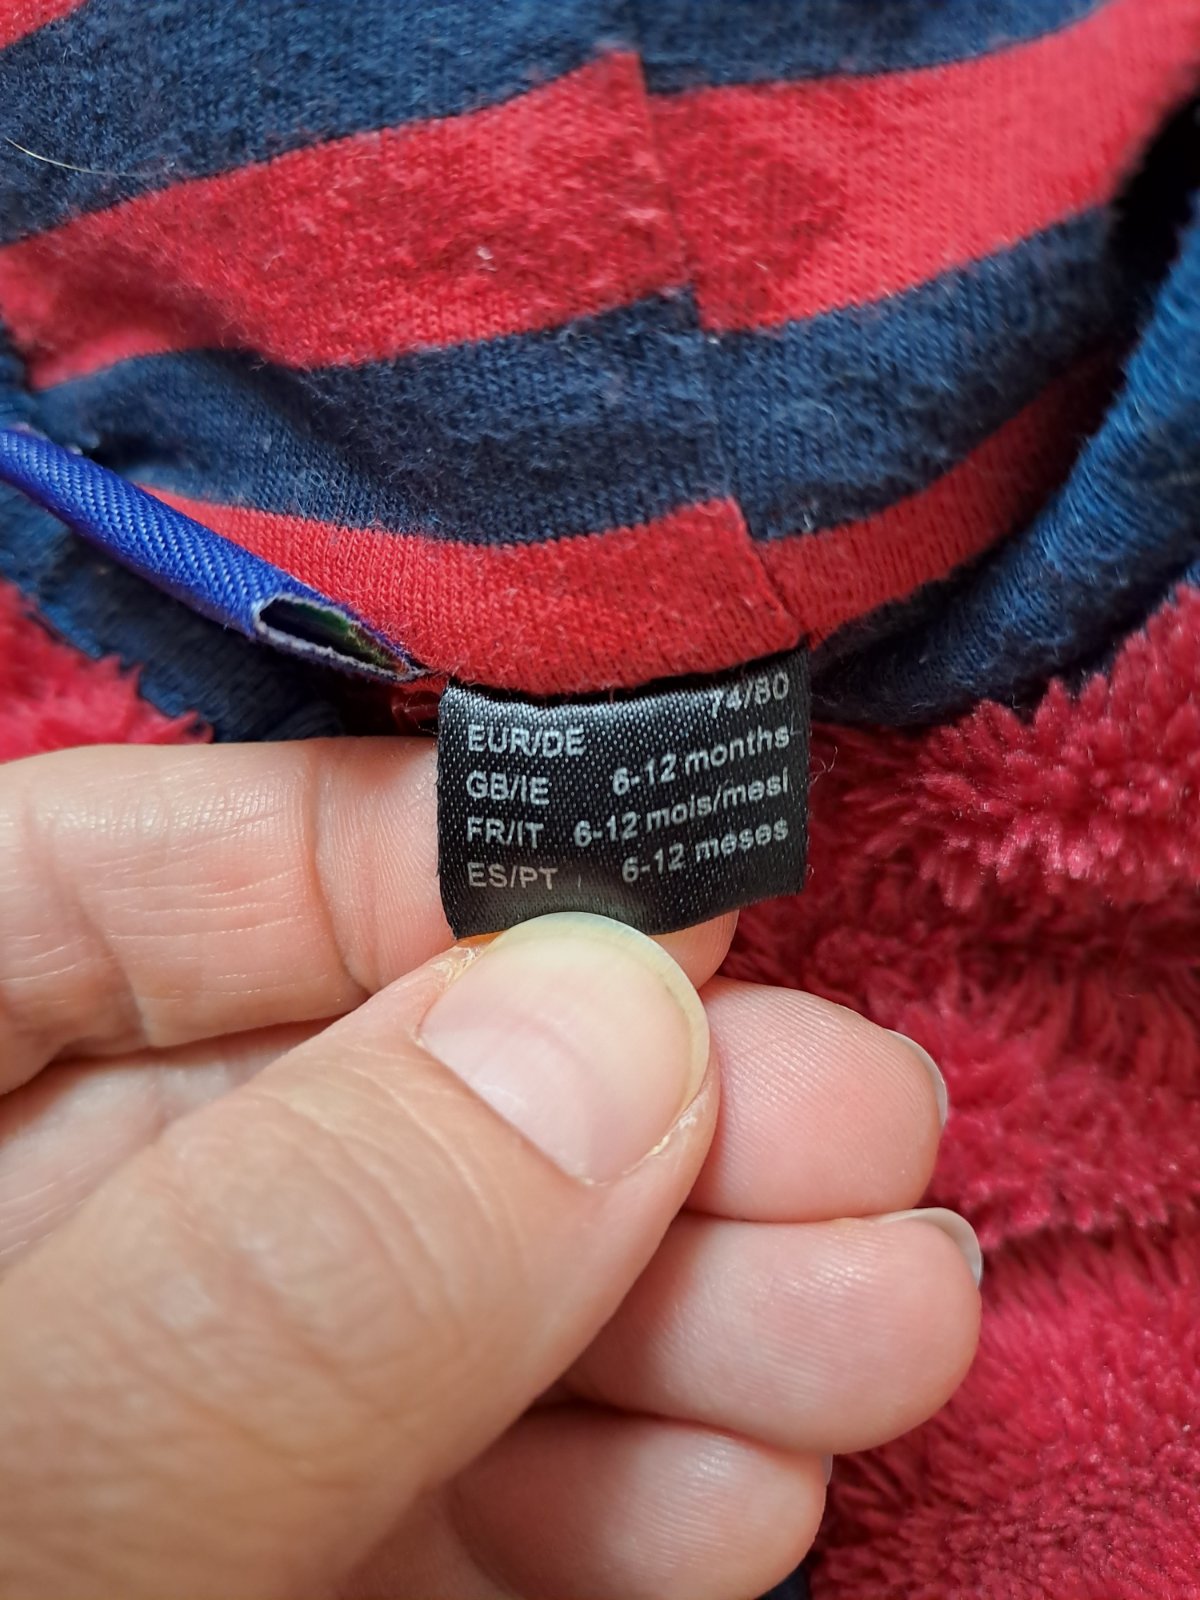 EUR/DE 74/80
GB/IE 6-12 months
FR/IT 6-12 mois/mesi
ES/PT 6-12 meses